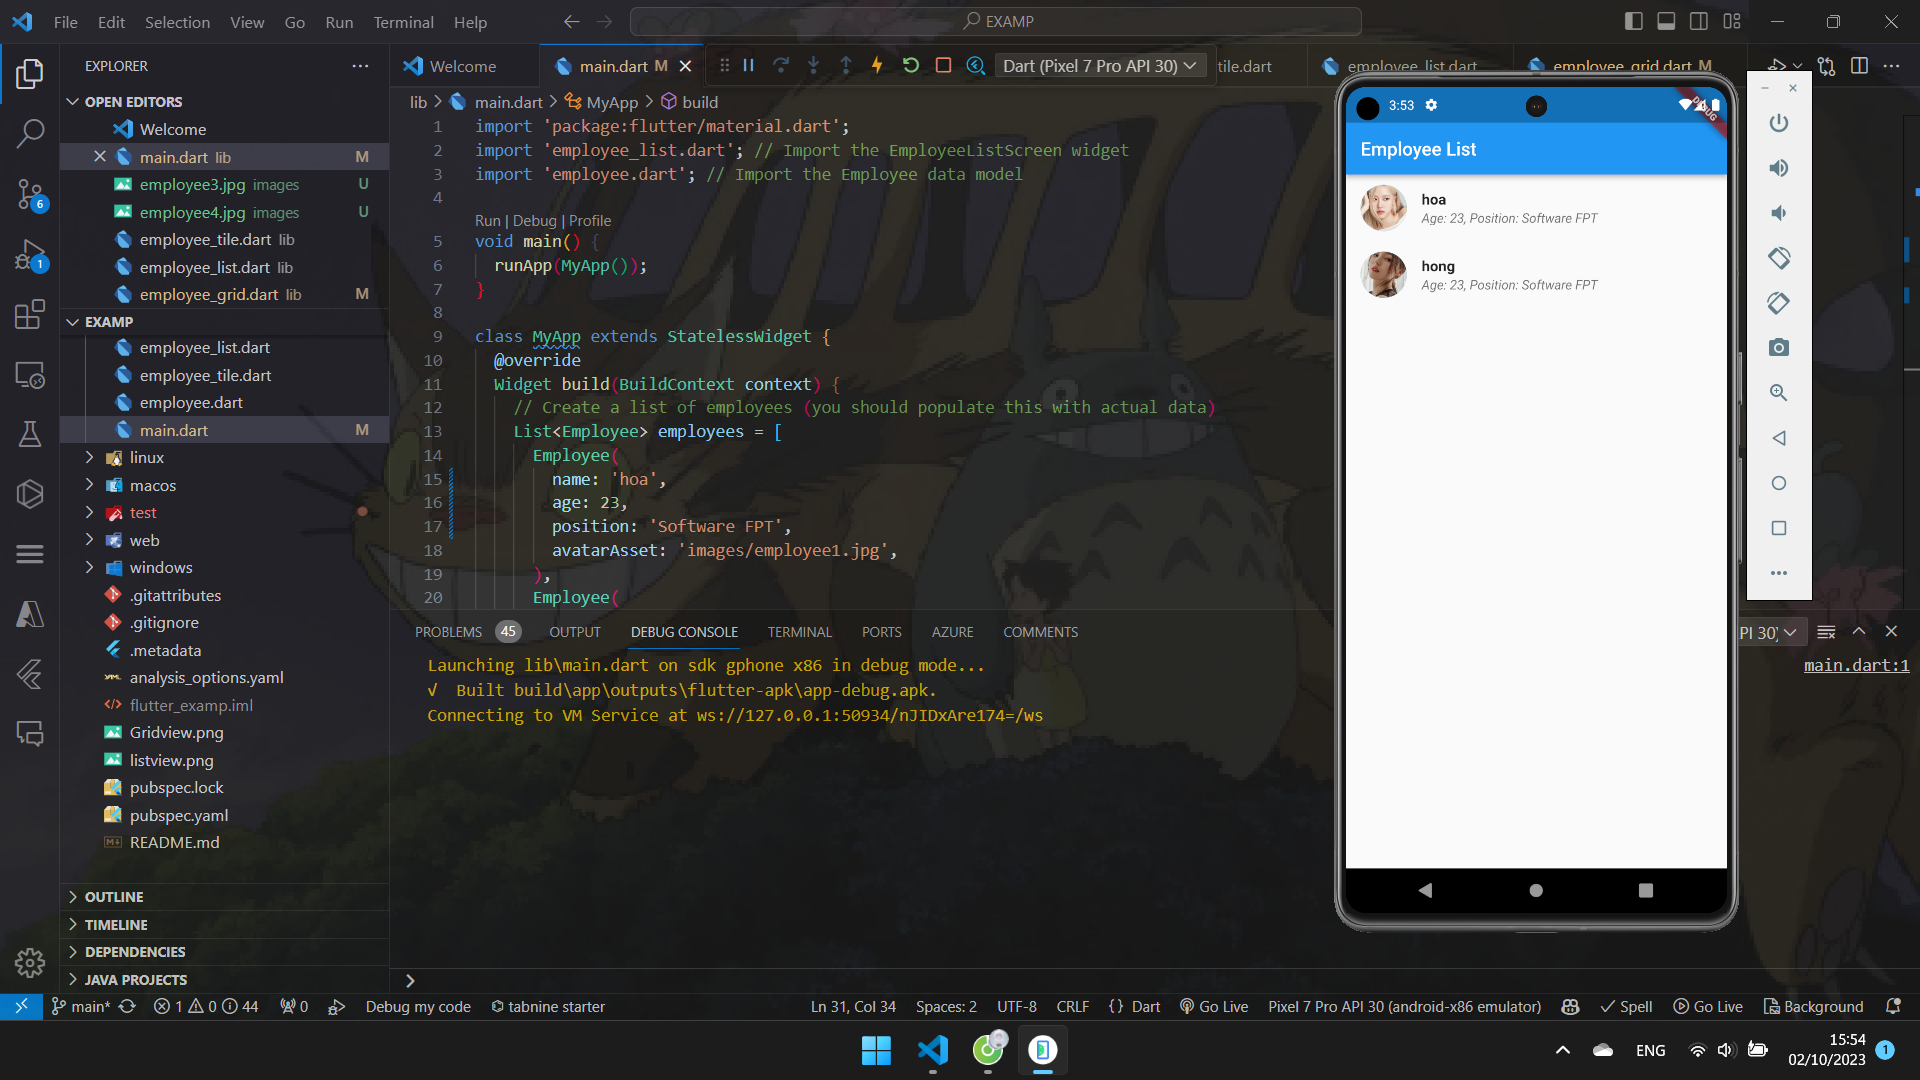 File Edit Selection View Go Run Terminal Help
EXAMP
EXPLORER
OPEN EDITORS
Welcome
main.dart lib M
employee3.jpg images U
employee4.jpg images U
employee_tile.dart lib
employee_list.dart lib
employee_grid.dart lib M
EXAMP
employee_list.dart
employee_tile.dart
employee.dart
main.dart M
linux
macos
test
web
windows
.gitattributes
.gitignore
.metadata
analysis_options.yaml
flutter_examp.iml
Gridview.png
listview.png
pubspec.lock
pubspec.yaml
README.md
OUTLINE
TIMELINE
DEPENDENCIES
JAVA PROJECTS
6
1
Welcome
main.dart M
Dart (Pixel 7 Pro API 30)
tile.dart
employee_list.dart
employee_grid.dart M
lib > main.dart > MyApp > build
1 import 'package:flutter/material.dart';
2 import 'employee_list.dart'; // Import the EmployeeListScreen widget
3 import 'employee.dart'; // Import the Employee data model
4
Run | Debug | Profile
5 void main() {
6 runApp(MyApp());
7 }
8
9 class MyApp extends StatelessWidget {
10 @override
11 Widget build(BuildContext context) {
12 // Create a list of employees (you should populate this with actual data)
13 List<Employee> employees = [
14 Employee(
15 name: 'hoa',
16 age: 23,
17 position: 'Software FPT',
18 avatarAsset: 'images/employee1.jpg',
19 ),
20 Employee(
PROBLEMS 45 OUTPUT DEBUG CONSOLE TERMINAL PORTS AZURE COMMENTS
PI 30)
Launching lib\main.dart on sdk gphone x86 in debug mode...
main.dart:1
√ Built build\app\outputs\flutter-apk\app-debug.apk.
Connecting to VM Service at ws://127.0.0.1:50934/nJIDxAre174=/ws
3:53
DEBUG
Employee List
hoa
Age: 23, Position: Software FPT
hong
Age: 23, Position: Software FPT
main* 1 0 44 0 Debug my code tabnine starter
Ln 31, Col 34 Spaces: 2 UTF-8 CRLF {} Dart Go Live Pixel 7 Pro API 30 (android-x86 emulator) Spell Go Live Background
ENG
15:54
02/10/2023
1